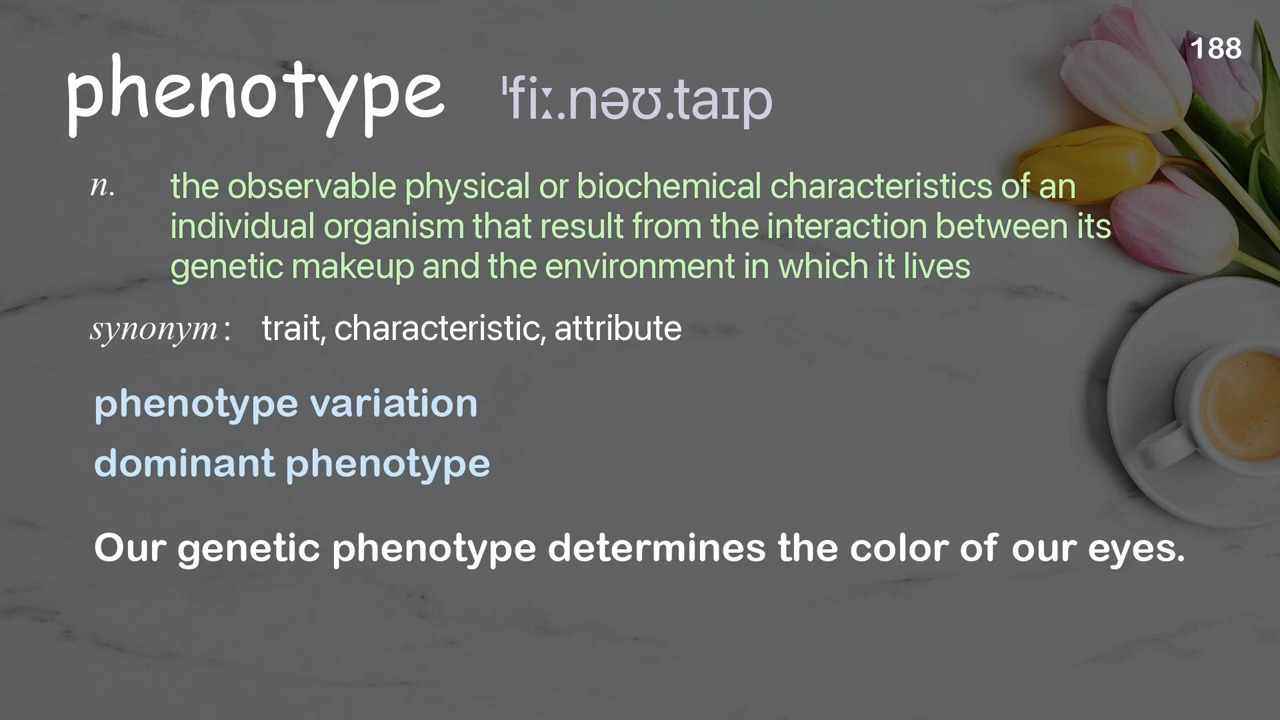 188
phenotype ˈfiː.nəʊ.taɪp
n. the observable physical or biochemical characteristics of an
individual organism that result from the interaction between its
genetic makeup and the environment in which it lives
synonym: trait, characteristic, attribute
phenotype variation
dominant phenotype
Our genetic phenotype determines the color of our eyes.